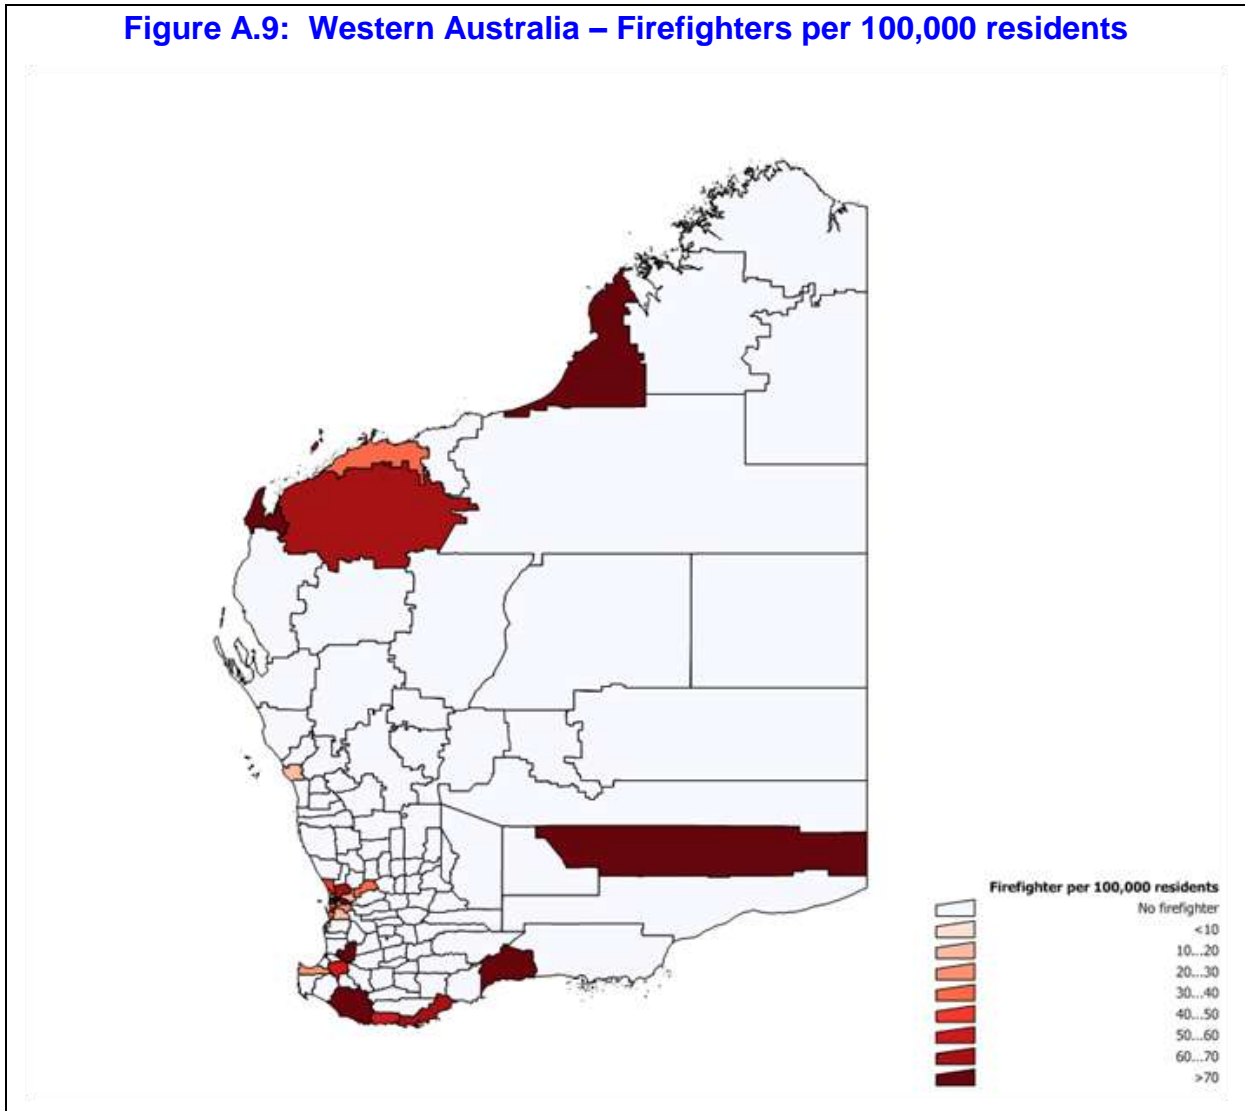 Figure A.9: Western Australia – Firefighters per 100,000 residents
Firefighter per 100,000 residents
No firefighter
<10
10...20
20...30
30...40
40...50
50...60
60...70
>70